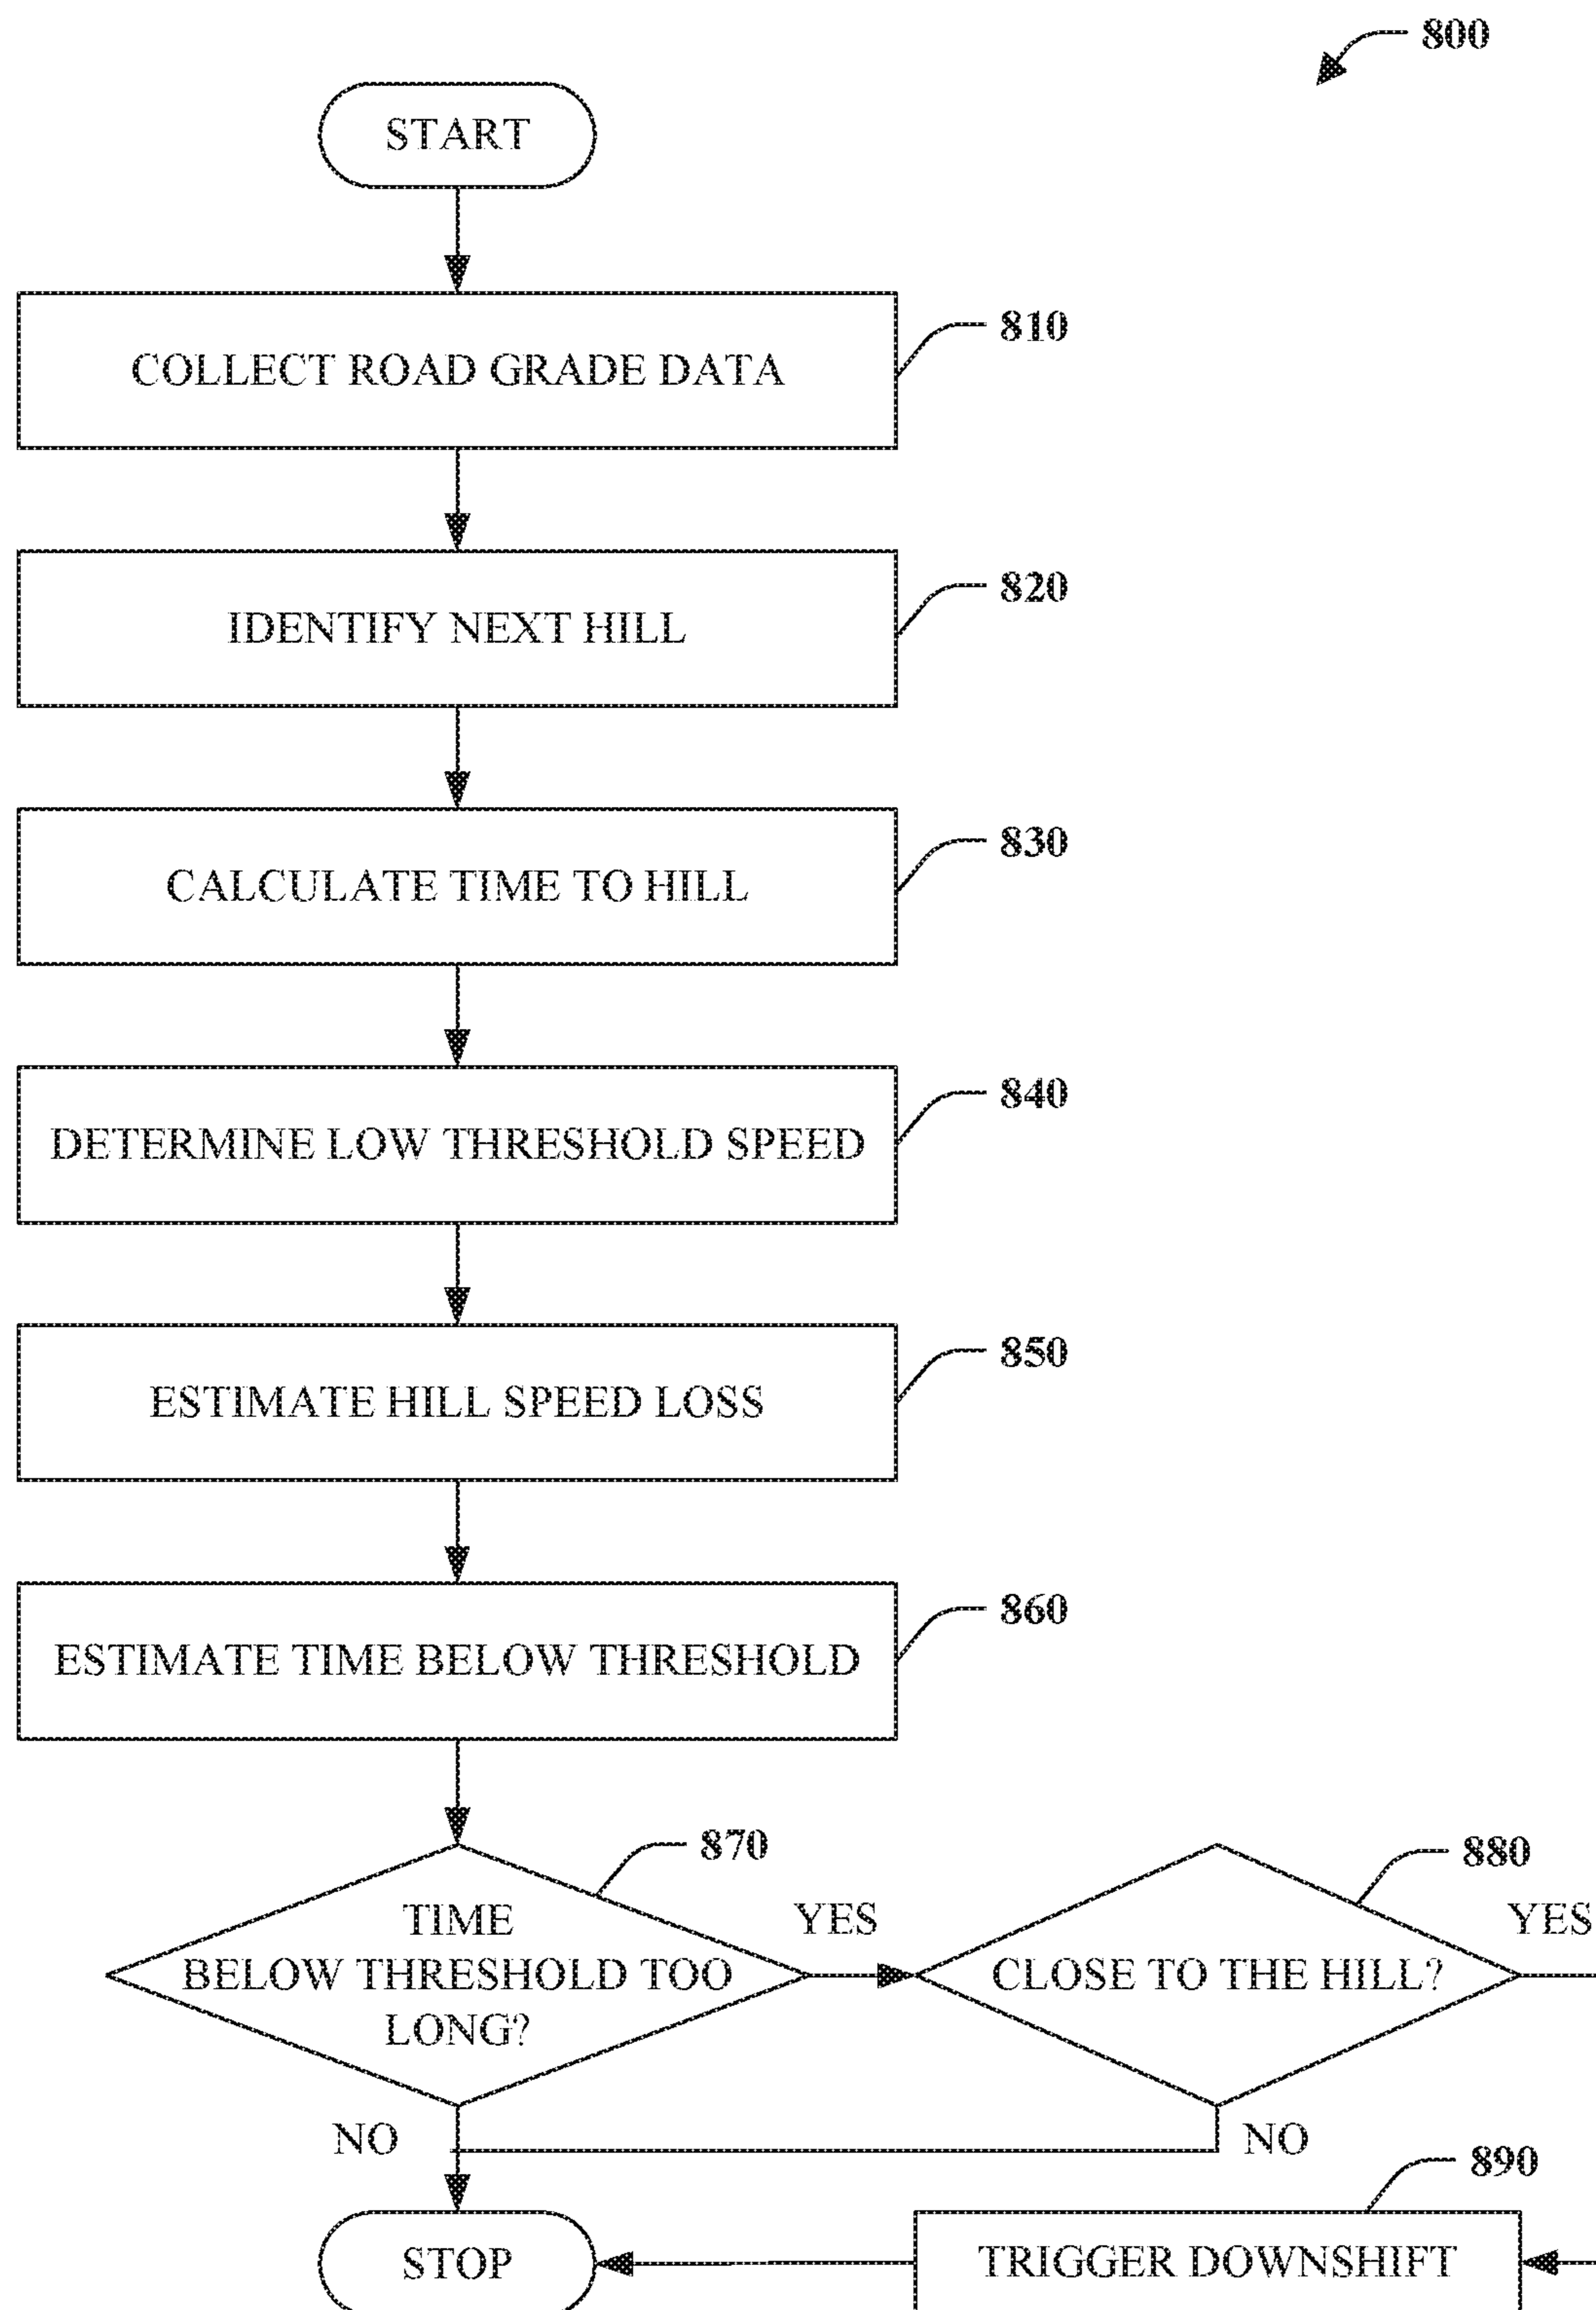 800
START
COLLECT ROAD GRADE DATA
810
IDENTIFY NEXT HILL
820
CALCULATE TIME TO HILL
830
DETERMINE LOW THRESHOLD SPEED
840
ESTIMATE HILL SPEED LOSS
850
ESTIMATE TIME BELOW THRESHOLD
860
870
TIME
BELOW THRESHOLD TOO
LONG?
YES
880
CLOSE TO THE HILL?
YES
NO
NO
890
STOP
TRIGGER DOWNSHIFT